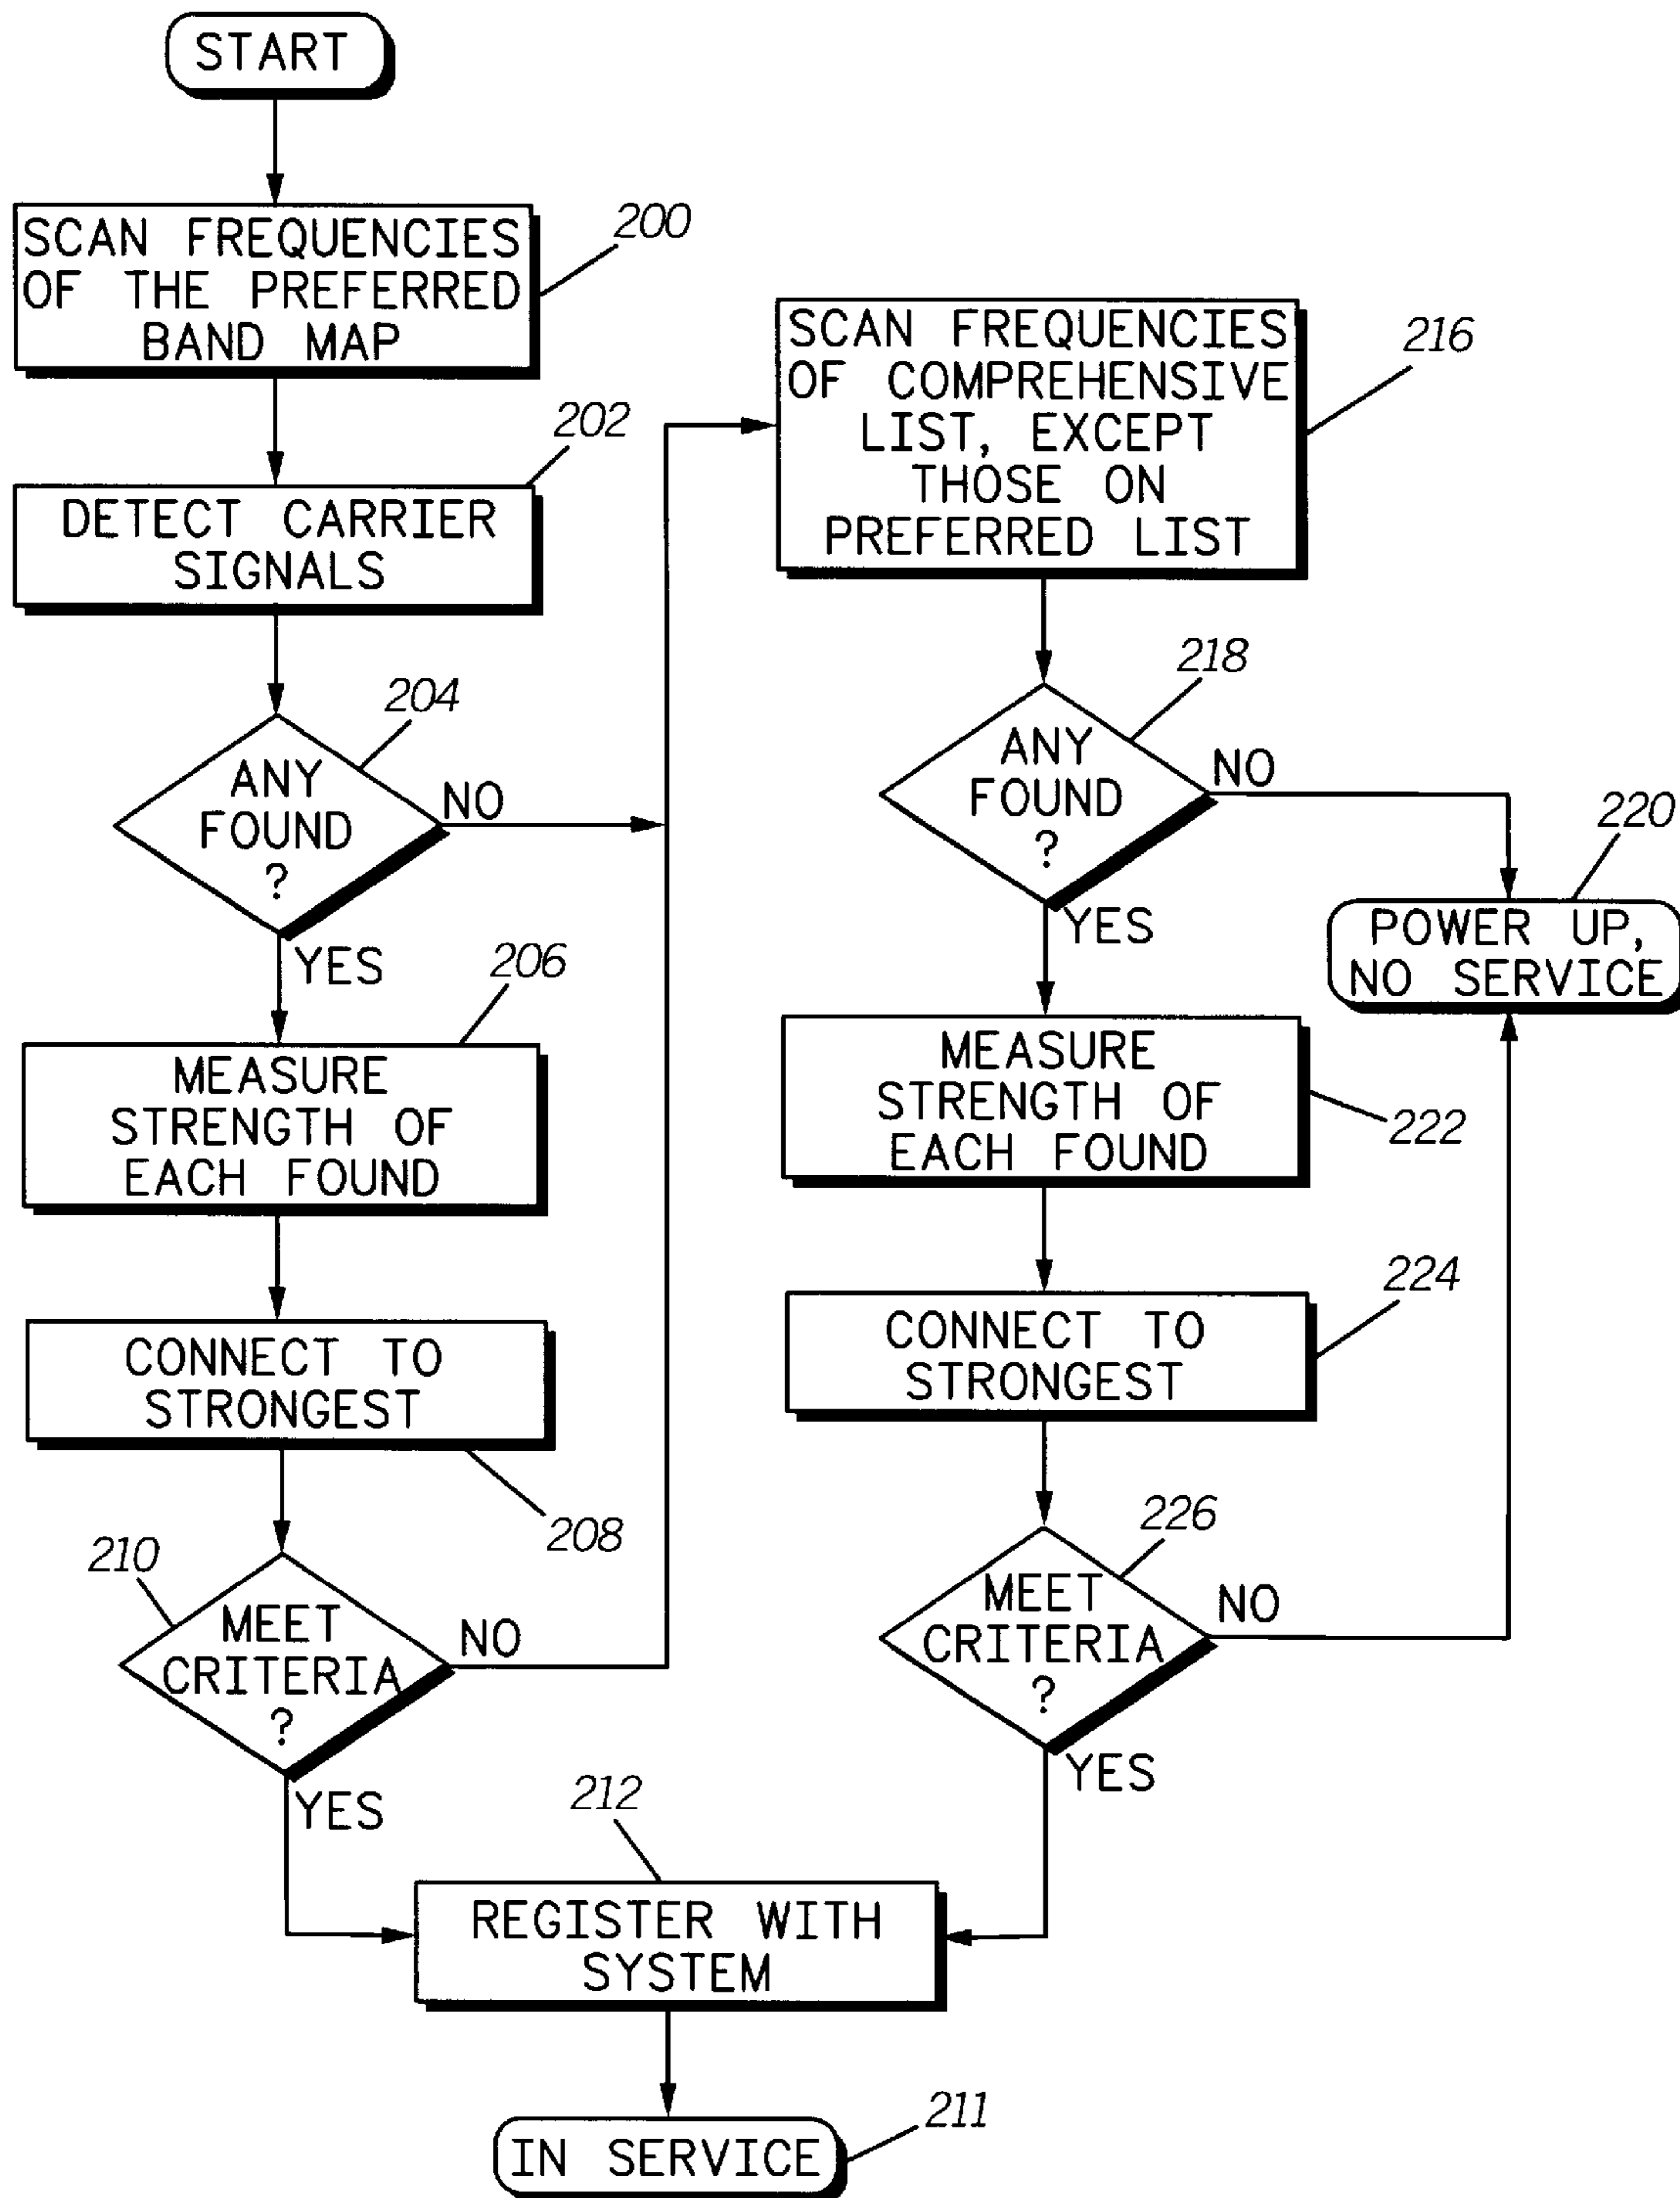 START
SCAN FREQUENCIES
OF THE PREFERRED
BAND MAP
200
DETECT CARRIER
SIGNALS
202
ANY
FOUND
?
204
NO
YES
MEASURE
STRENGTH OF
EACH FOUND
206
CONNECT TO
STRONGEST
208
MEET
CRITERIA
?
210
NO
YES
SCAN FREQUENCIES
OF COMPREHENSIVE
LIST, EXCEPT
THOSE ON
PREFERRED LIST
216
ANY
FOUND
?
218
NO
YES
POWER UP,
NO SERVICE
220
MEASURE
STRENGTH OF
EACH FOUND
222
CONNECT TO
STRONGEST
224
MEET
CRITERIA
?
226
NO
YES
REGISTER WITH
SYSTEM
212
IN SERVICE
211